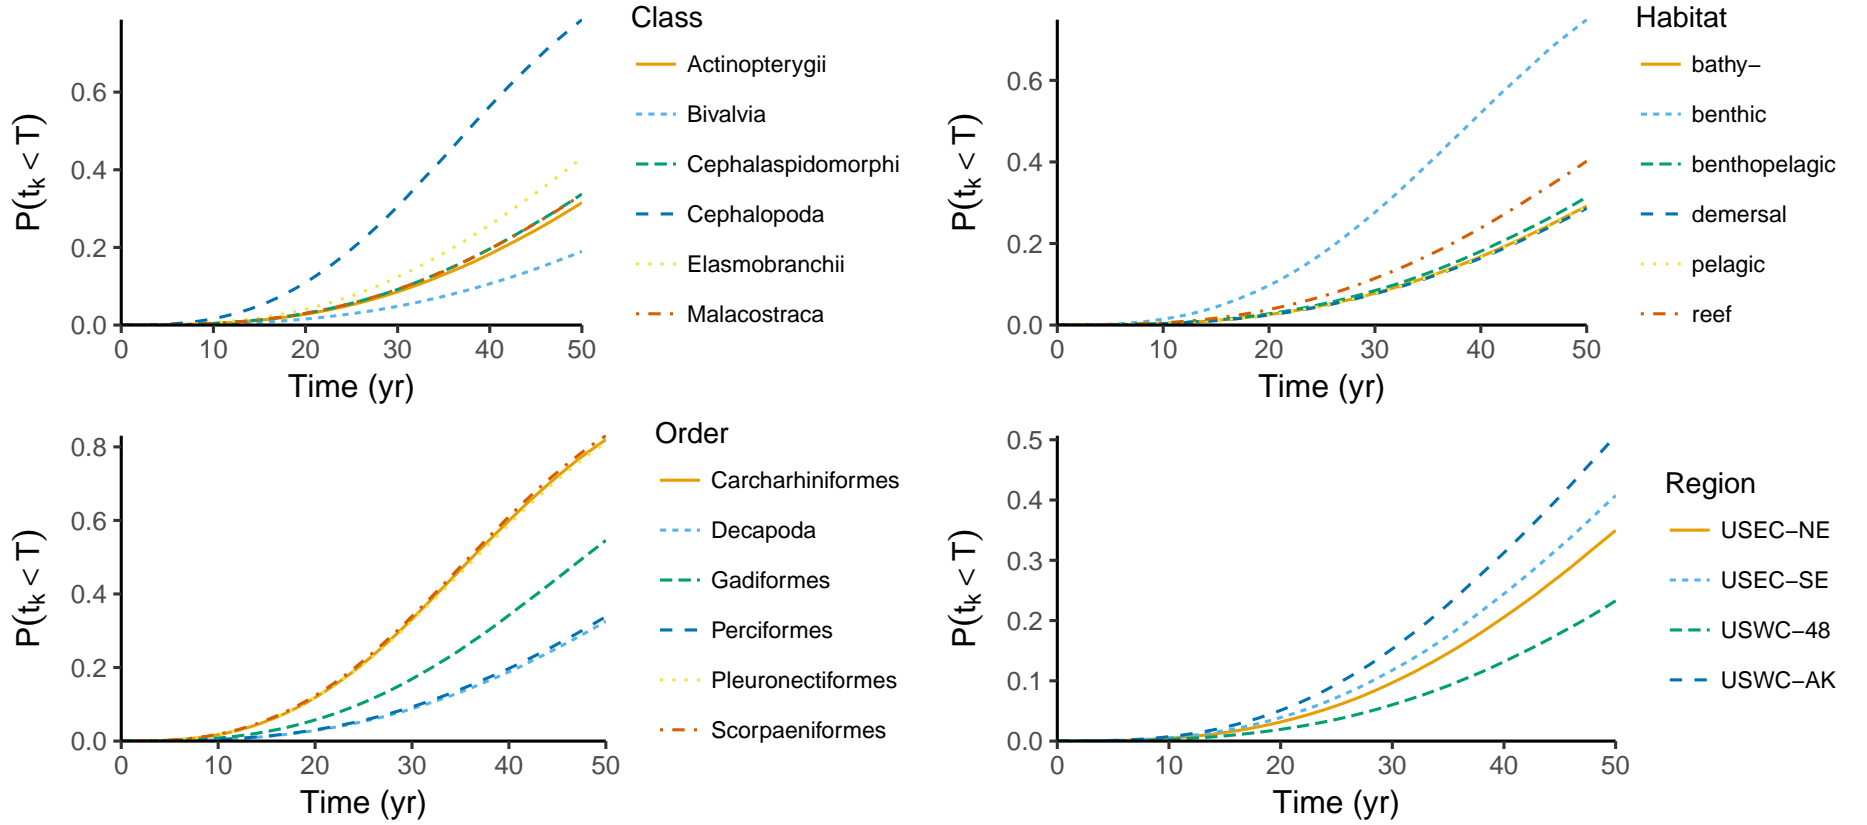 Class
Actinopterygii
Bivalvia
Cephalaspidomorphi
Cephalopoda
Elasmobranchii
Malacostraca
P(tk < T)
0.6
0.4
0.2
0.0
0 10 20 30 40 50
Time (yr)
Habitat
bathy−
benthic
benthopelagic
demersal
pelagic
reef
P(tk < T)
0.6
0.4
0.2
0.0
0 10 20 30 40 50
Time (yr)
Order
Carcharhiniformes
Decapoda
Gadiformes
Perciformes
Pleuronectiformes
Scorpaeniformes
P(tk < T)
0.8
0.6
0.4
0.2
0.0
0 10 20 30 40 50
Time (yr)
Region
USEC−NE
USEC−SE
USWC−48
USWC−AK
P(tk < T)
0.5
0.4
0.3
0.2
0.1
0.0
0 10 20 30 40 50
Time (yr)